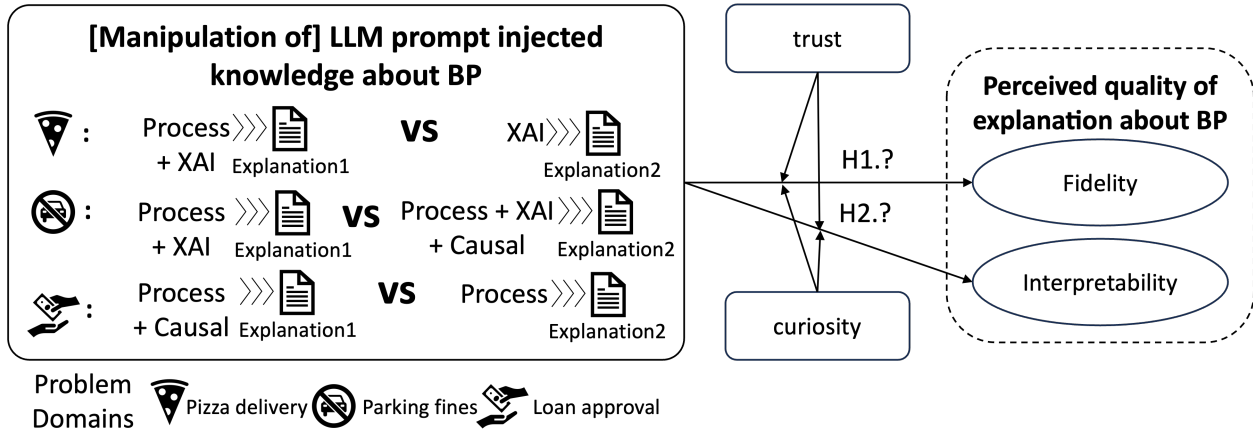 [Manipulation of] LLM prompt injected
knowledge about BP
: Process + XAI Explanation1 VS XAI Explanation2
: Process + XAI Explanation1 VS Process + XAI + Causal Explanation2
: Process + Causal Explanation1 VS Process Explanation2
trust
H1.?
H2.?
curiosity
Perceived quality of
explanation about BP
Fidelity
Interpretability
Problem
Domains
Pizza delivery
Parking fines
Loan approval